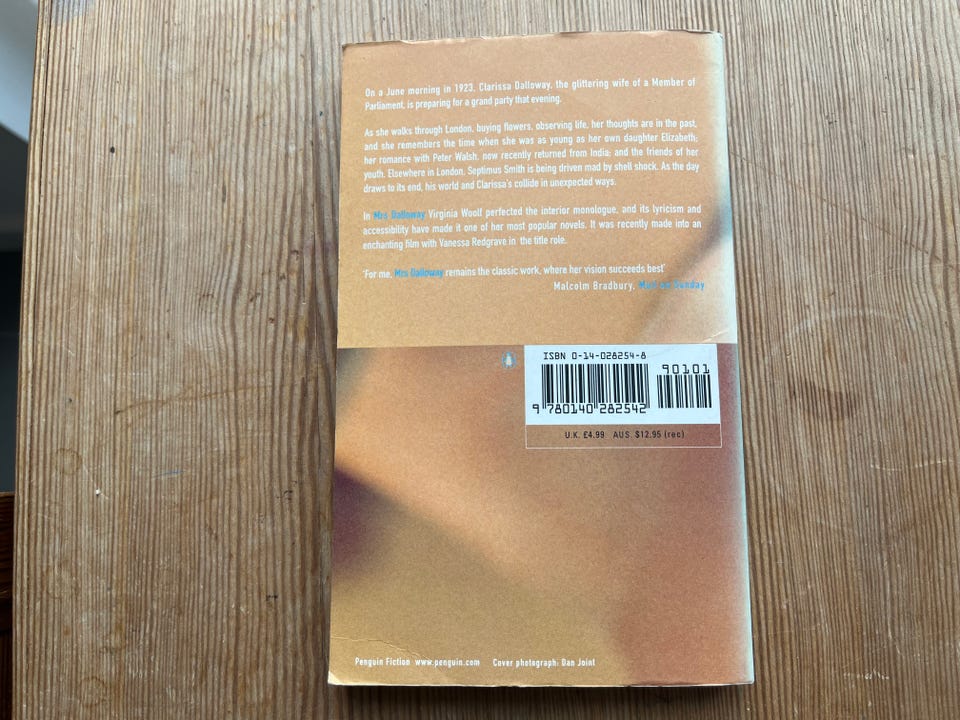 On a June morning in 1923, Clarissa Dalloway, the glittering wife of a Member of
Parliament, is preparing for a grand party that evening.
As she walks through London, buying flowers, observing life, her thoughts are in the past,
and she remembers the time when she was as young as her own daughter Elizabeth;
her romance with Peter Walsh, now recently returned from India; and the friends of her
youth. Elsewhere in London, Septimus Smith is being driven mad by shell shock. As the day
draws to its end, his world and Clarissa's collide in unexpected ways.
In Mrs Dalloway Virginia Woolf perfected the interior monologue, and its lyricism and
accessibility have made it one of her most popular novels. It was recently made into an
enchanting film with Vanessa Redgrave in the title role.
'For me, Mrs Dalloway remains the classic work, where her vision succeeds best'
Malcolm Bradbury, Mail on Sunday
ISBN 0-14-028254-8
90101
9 780140 282542
U.K. £4.99 AUS. $12.95 (rec)
Penguin Fiction www.penguin.com Cover photograph: Dan Joint